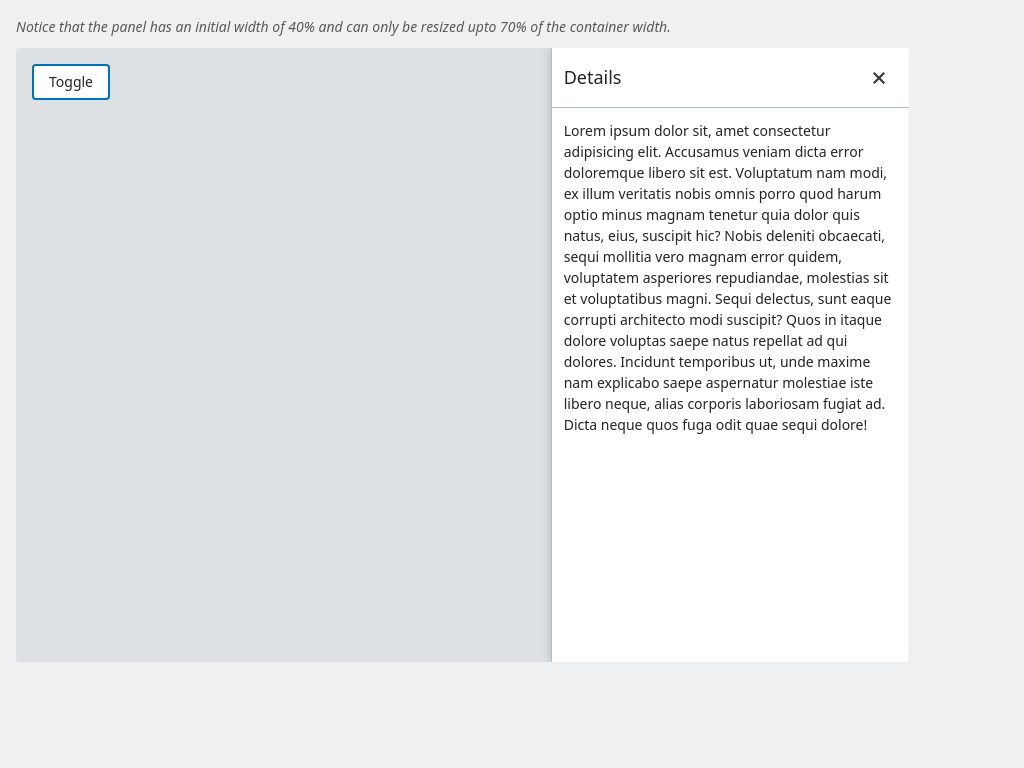 Notice that the panel has an initial width of 40% and can only be resized upto 70% of the container width.
Toggle
Details
Lorem ipsum dolor sit, amet consectetur
adipisicing elit. Accusamus veniam dicta error
doloremque libero sit est. Voluptatum nam modi,
ex illum veritatis nobis omnis porro quod harum
optio minus magnam tenetur quia dolor quis
natus, eius, suscipit hic? Nobis deleniti obcaecati,
sequi mollitia vero magnam error quidem,
voluptatem asperiores repudiandae, molestias sit
et voluptatibus magni. Sequi delectus, sunt eaque
corrupti architecto modi suscipit? Quos in itaque
dolore voluptas saepe natus repellat ad qui
dolores. Incidunt temporibus ut, unde maxime
nam explicabo saepe aspernatur molestiae iste
libero neque, alias corporis laboriosam fugiat ad.
Dicta neque quos fuga odit quae sequi dolore!